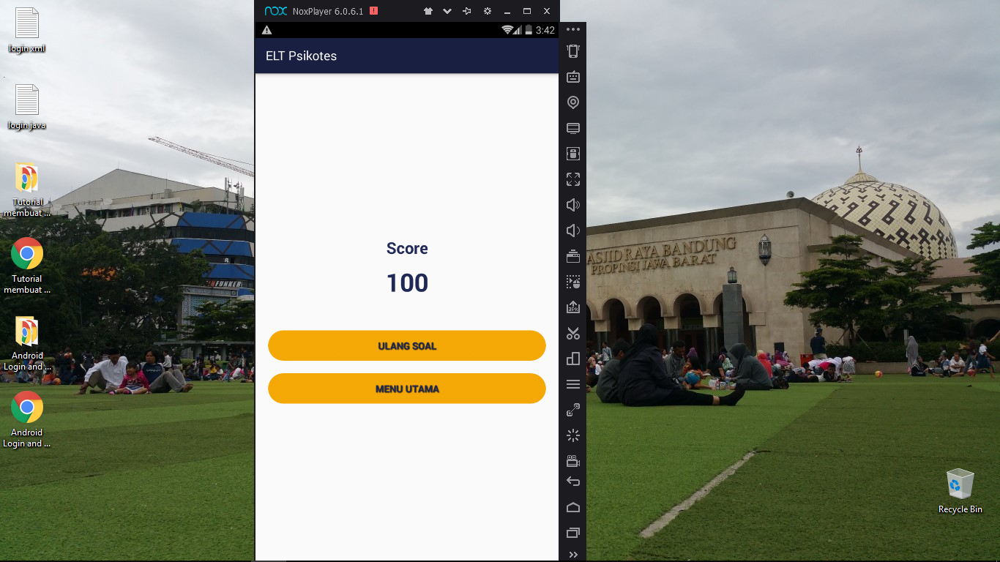 login.xml
login.java
Tutorial
membuat ...
Tutorial
membuat ...
Android
Login and ...
Android
Login and ...
nox NoxPlayer 6.0.6.1
3:42
ELT Psikotes
Score
100
ULANG SOAL
MENU UTAMA
RAYA BANDUNG
PROPINSI JAWA BARAT
Recycle Bin